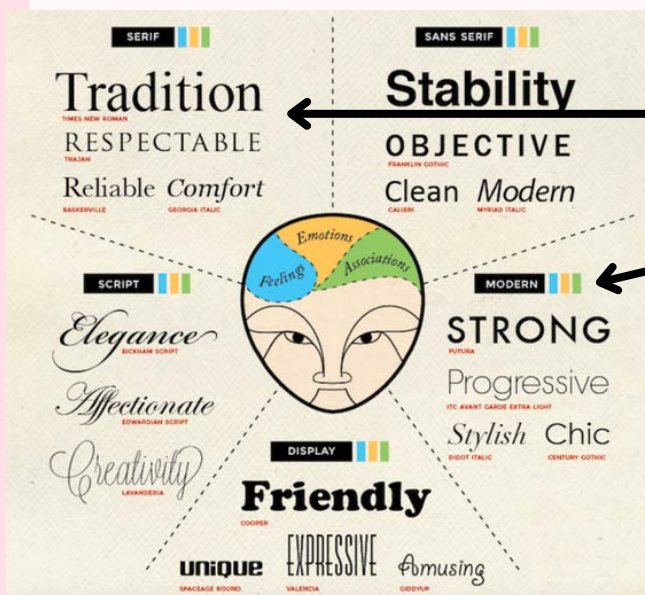 SERIF
Tradition
TIMES NEW ROMAN
RESPECTABLE
TRAJAN
Reliable Comfort
BASKERVILLE GEORGIA ITALIC
SANS SERIF
Stability
OBJECTIVE
FRANKLIN GOTHIC
Clean Modern
CALIBRI MYRIAD ITALIC
Emotions
Feelings
Associations
SCRIPT
Elegance
BICKHAM SCRIPT
Affectionate
EDWARDIAN SCRIPT
Creativity
LAVANDERIA
MODERN
STRONG
FUTURA
Progressive
ITC AVANT GARDE EXTRA LIGHT
Stylish Chic
DIDOT ITALIC CENTURY GOTHIC
DISPLAY
Friendly
COOPER
unique EXPRESSIVE Amusing
SPACEAGE ROUND VALENCIA GIDDYUP